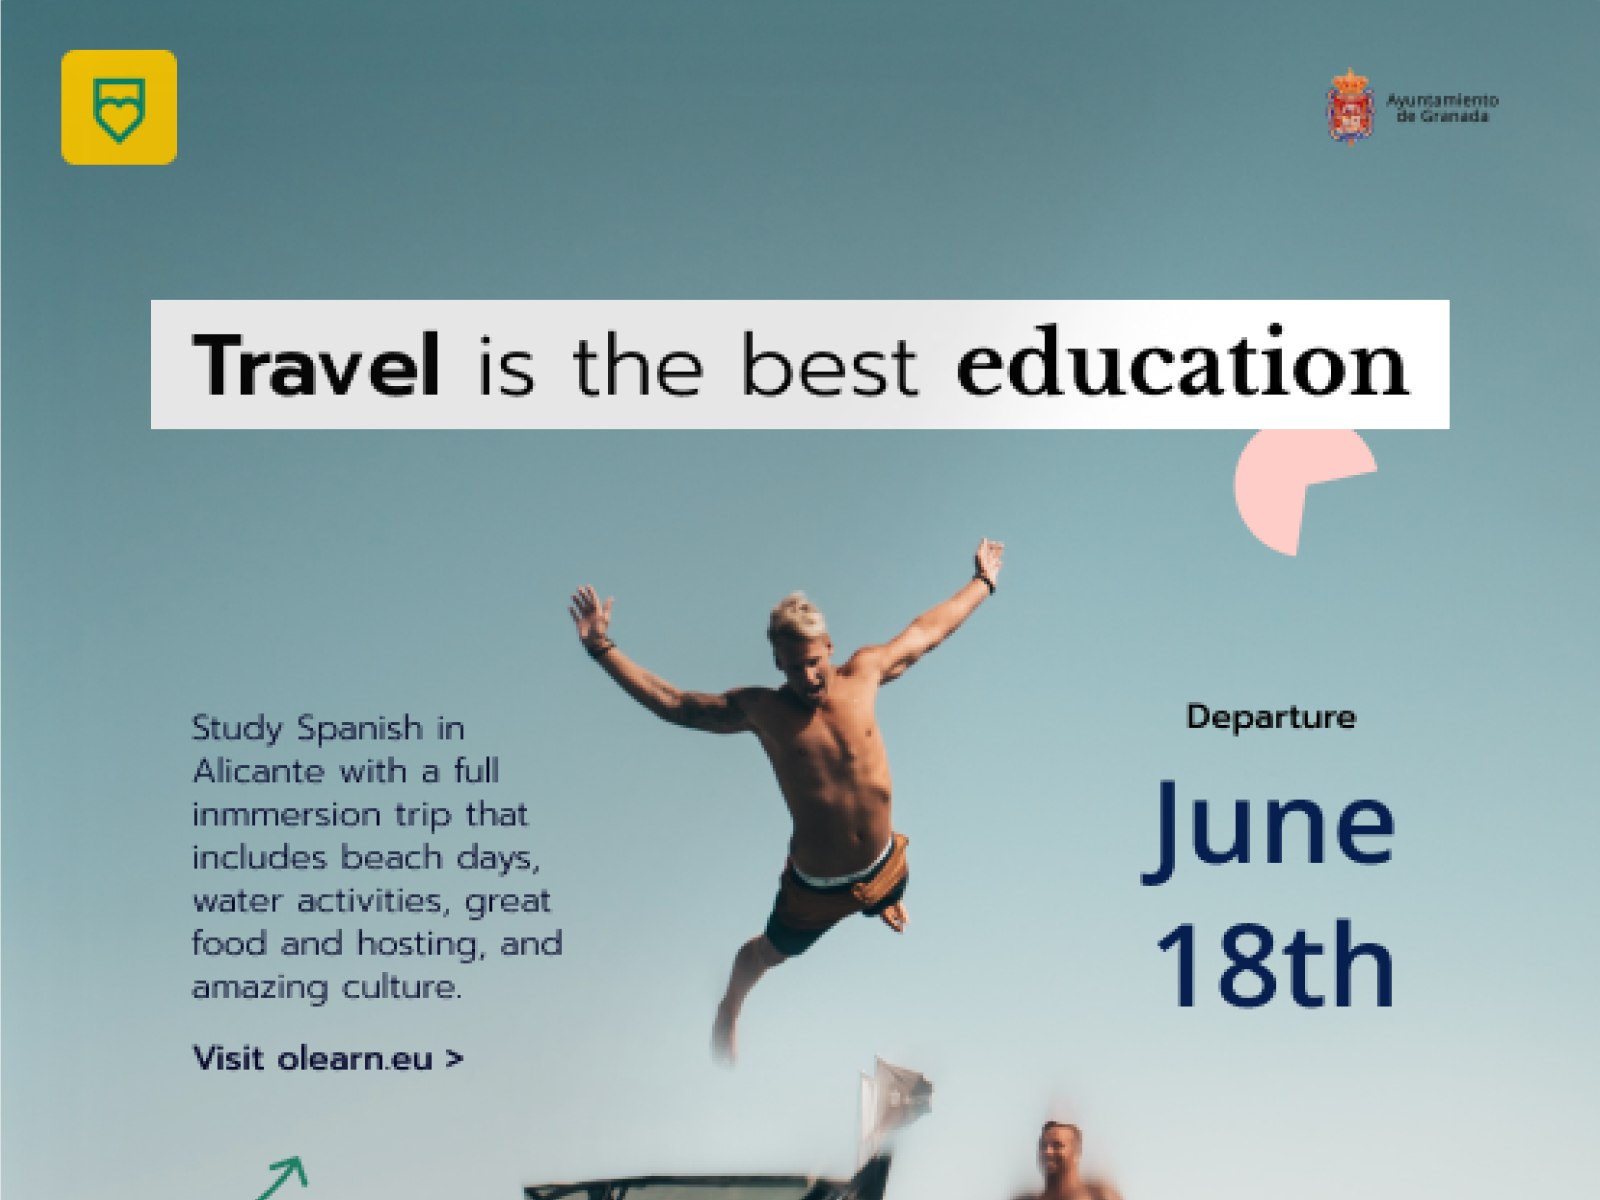 Ayuntamiento
de Granada
Travel is the best education
Study Spanish in
Alicante with a full
inmmersion trip that
includes beach days,
water activities, great
food and hosting, and
amazing culture.
Visit olearn.eu >
Departure
June
18th